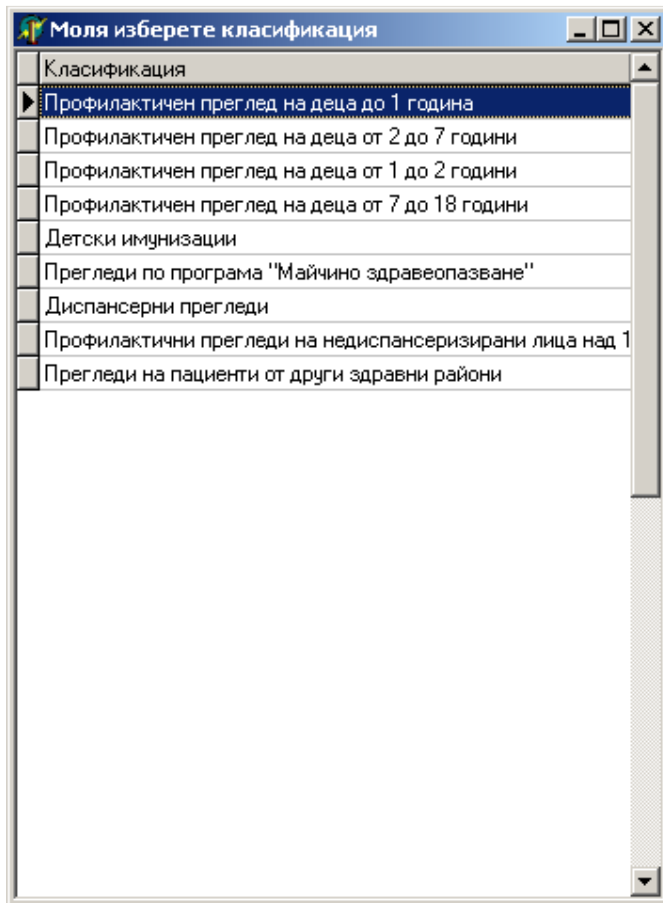 Моля изберете класификация
Класификация
Профилактичен преглед на деца до 1 година
Профилактичен преглед на деца от 2 до 7 години
Профилактичен преглед на деца от 1 до 2 години
Профилактичен преглед на деца от 7 до 18 години
Детски имунизации
Прегледи по програма "Майчино здравеопазване"
Диспансерни прегледи
Профилактични прегледи на недиспансеризирани лица над 1
Прегледи на пациенти от други здравни райони